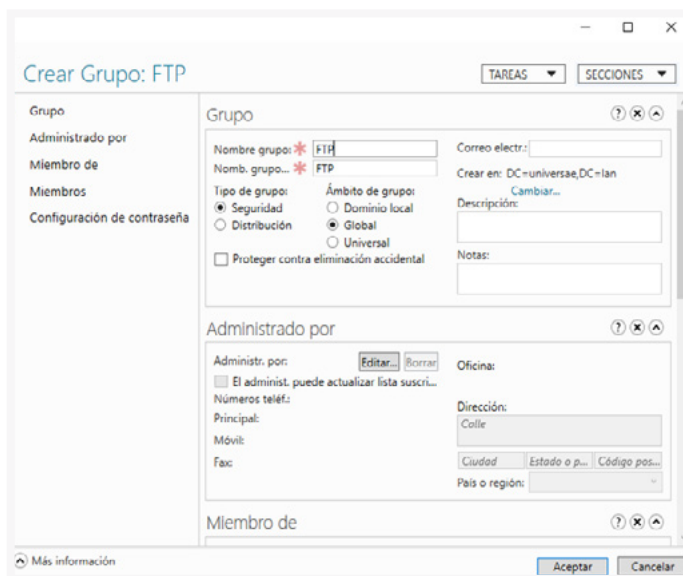 Crear Grupo: FTP
TAREAS
SECCIONES
Grupo
Administrado por
Miembro de
Miembros
Configuración de contraseña
Grupo
Nombre grupo: * FTP
Nomb. grupo... * FTP
Tipo de grupo:
Seguridad
Distribución
Ámbito de grupo:
Dominio local
Global
Universal
Proteger contra eliminación accidental
Correo electr.:
Crear en: DC=universae,DC=lan
Cambiar...
Descripción:
Notas:
Administrado por
Administr. por:
Editar...
Borrar
El administ. puede actualizar lista suscri...
Números teléf.:
Principal:
Móvil:
Fax:
Oficina:
Dirección:
Calle
Ciudad
Estado o p...
Código pos...
País o región:
Miembro de
Más información
Aceptar
Cancelar